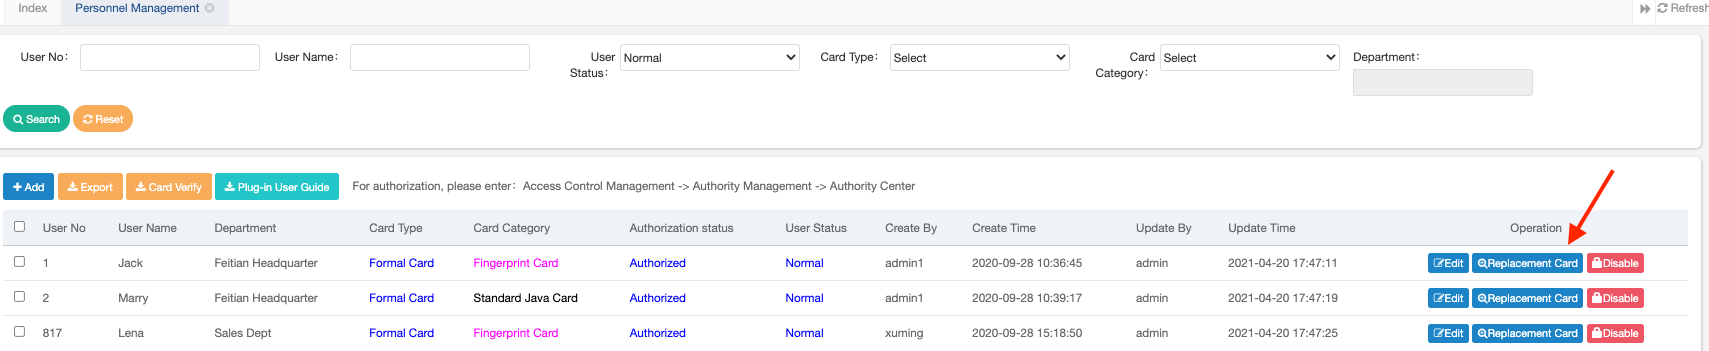 Index Personnel Management Refresh
User No: User Name: User Status: Normal Card Type: Select Card Category: Select Department:
Search Reset
Add Export Card Verify Plug-in User Guide For authorization, please enter: Access Control Management -> Authority Management -> Authority Center
User No User Name Department Card Type Card Category Authorization status User Status Create By Create Time Update By Update Time Operation
1 Jack Feitian Headquarter Formal Card Fingerprint Card Authorized Normal admin1 2020-09-28 10:36:45 admin 2021-04-20 17:47:11 Edit Replacement Card Disable
2 Marry Feitian Headquarter Formal Card Standard Java Card Authorized Normal admin1 2020-09-28 10:39:17 admin 2021-04-20 17:47:19 Edit Replacement Card Disable
817 Lena Sales Dept Formal Card Fingerprint Card Authorized Normal xuming 2020-09-28 15:18:50 admin 2021-04-20 17:47:25 Edit Replacement Card Disable